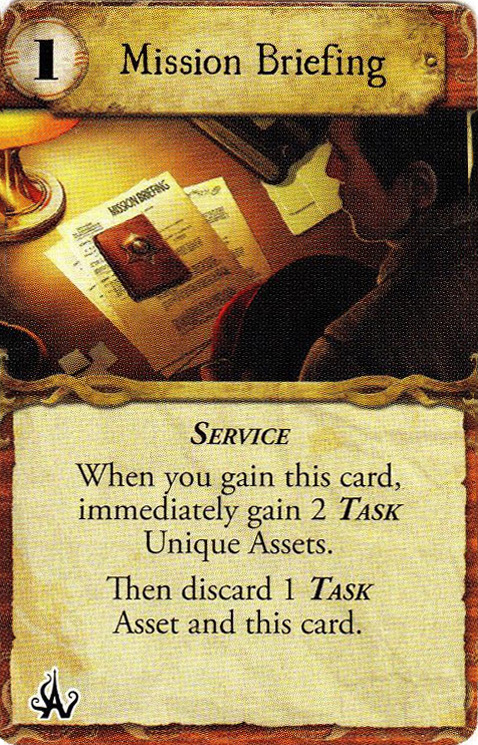 1
Mission Briefing
MISSION BRIEFING
SERVICE
When you gain this card,
immediately gain 2 TASK
Unique Assets.
Then discard 1 TASK
Asset and this card.